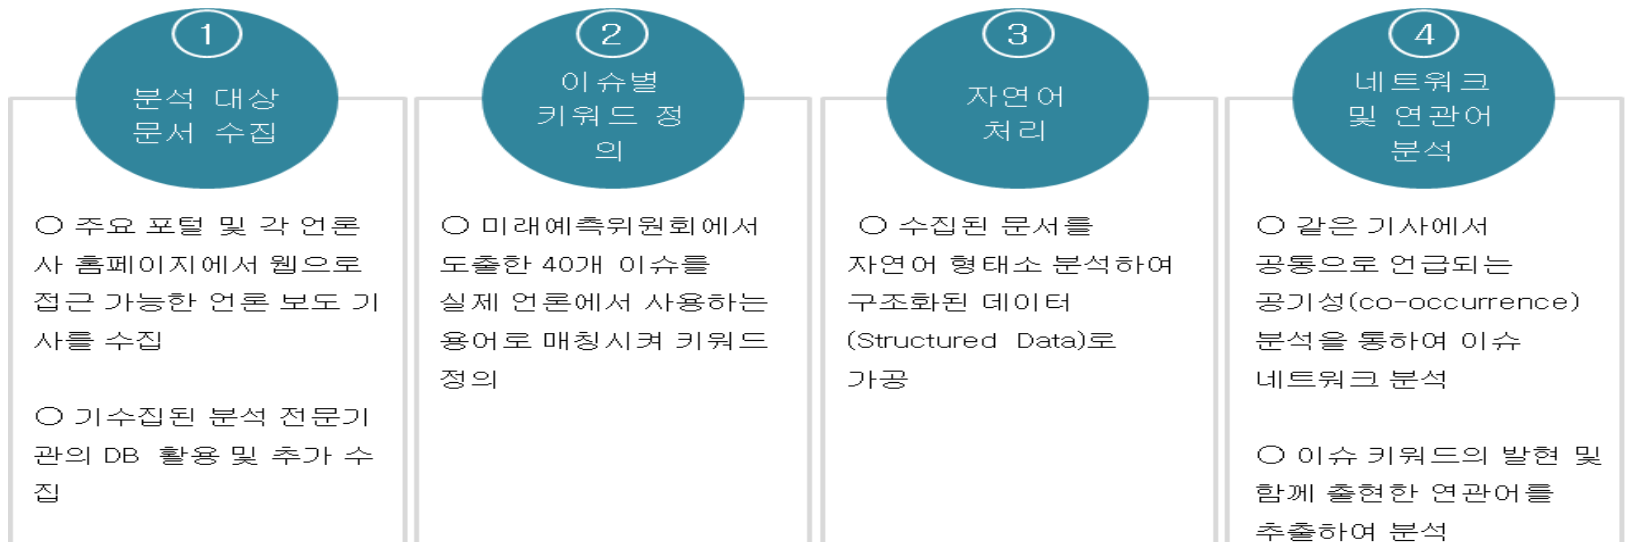 1
분석 대상
문서 수집
○ 주요 포털 및 각 언론
사 홈페이지에서 웹으로
접근 가능한 언론 보도 기
사를 수집
○ 기수집된 분석 전문기
관의 DB 활용 및 추가 수
집
2
이슈별
키워드 정
의
○ 미래예측위원회에서
도출한 40개 이슈를
실제 언론에서 사용하는
용어로 매칭시켜 키워드
정의
3
자연어
처리
○ 수집된 문서를
자연어 형태소 분석하여
구조화된 데이터
(Structured Data)로
가공
4
네트워크
및 연관어
분석
○ 같은 기사에서
공통으로 언급되는
공기성(co-occurrence)
분석을 통하여 이슈
네트워크 분석
○ 이슈 키워드의 발현 및
함께 출현한 연관어를
추출하여 분석